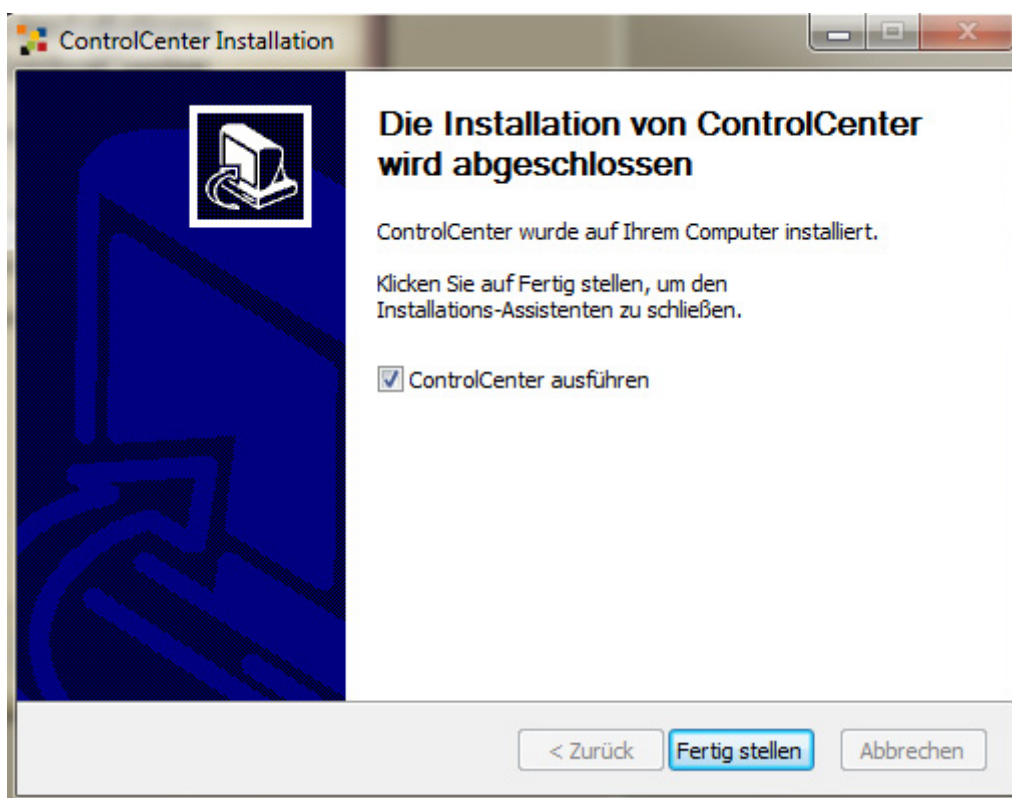 ControlCenter Installation
Die Installation von ControlCenter
wird abgeschlossen
ControlCenter wurde auf Ihrem Computer installiert.
Klicken Sie auf Fertig stellen, um den
Installations-Assistenten zu schließen.
ControlCenter ausführen
< Zurück Fertig stellen Abbrechen